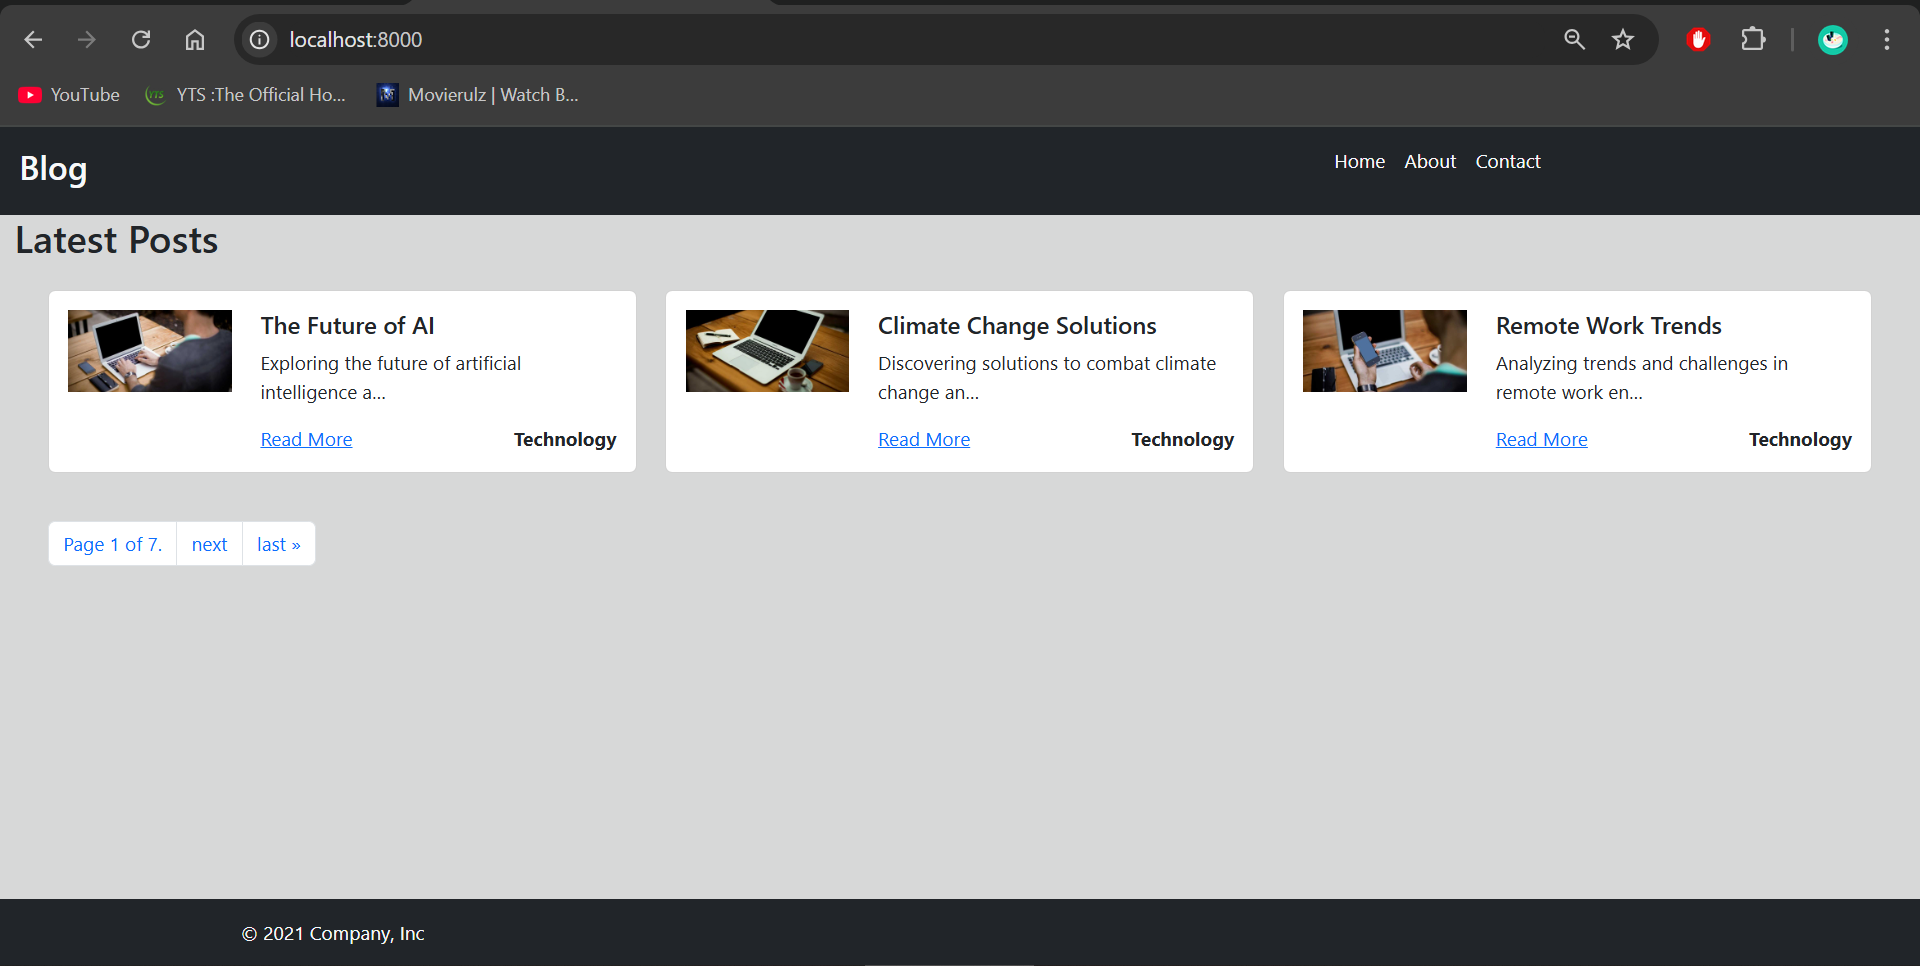 localhost:8000
YouTube
YTS :The Official Ho...
Movierulz | Watch B...
Blog
Home
About
Contact
Latest Posts
The Future of AI
Exploring the future of artificial
intelligence a...
Read More
Technology
Climate Change Solutions
Discovering solutions to combat climate
change an...
Read More
Technology
Remote Work Trends
Analyzing trends and challenges in
remote work en...
Read More
Technology
Page 1 of 7.
next
last »
© 2021 Company, Inc